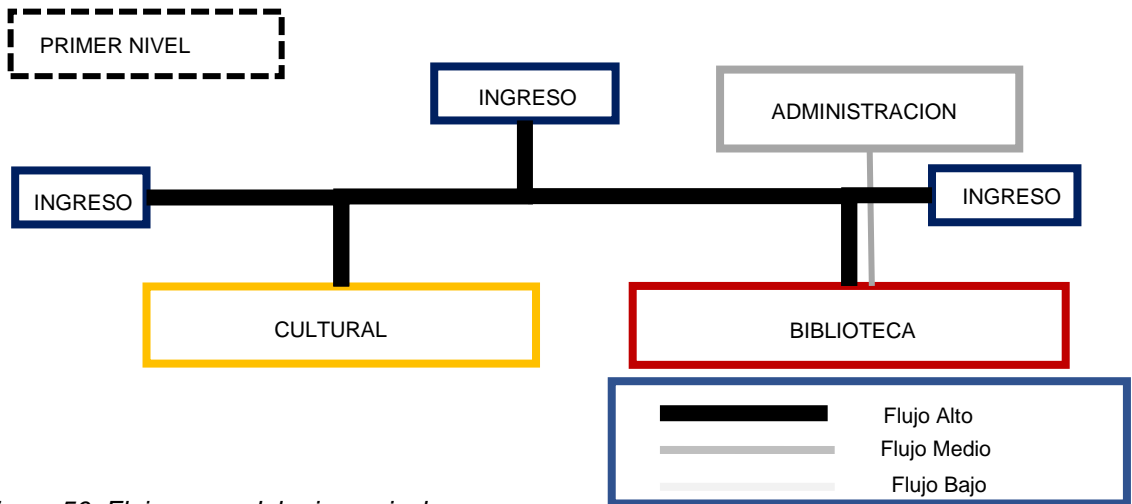 PRIMER NIVEL
INGRESO
ADMINISTRACION
INGRESO
INGRESO
CULTURAL
BIBLIOTECA
Flujo Alto
Flujo Medio
Flujo Bajo